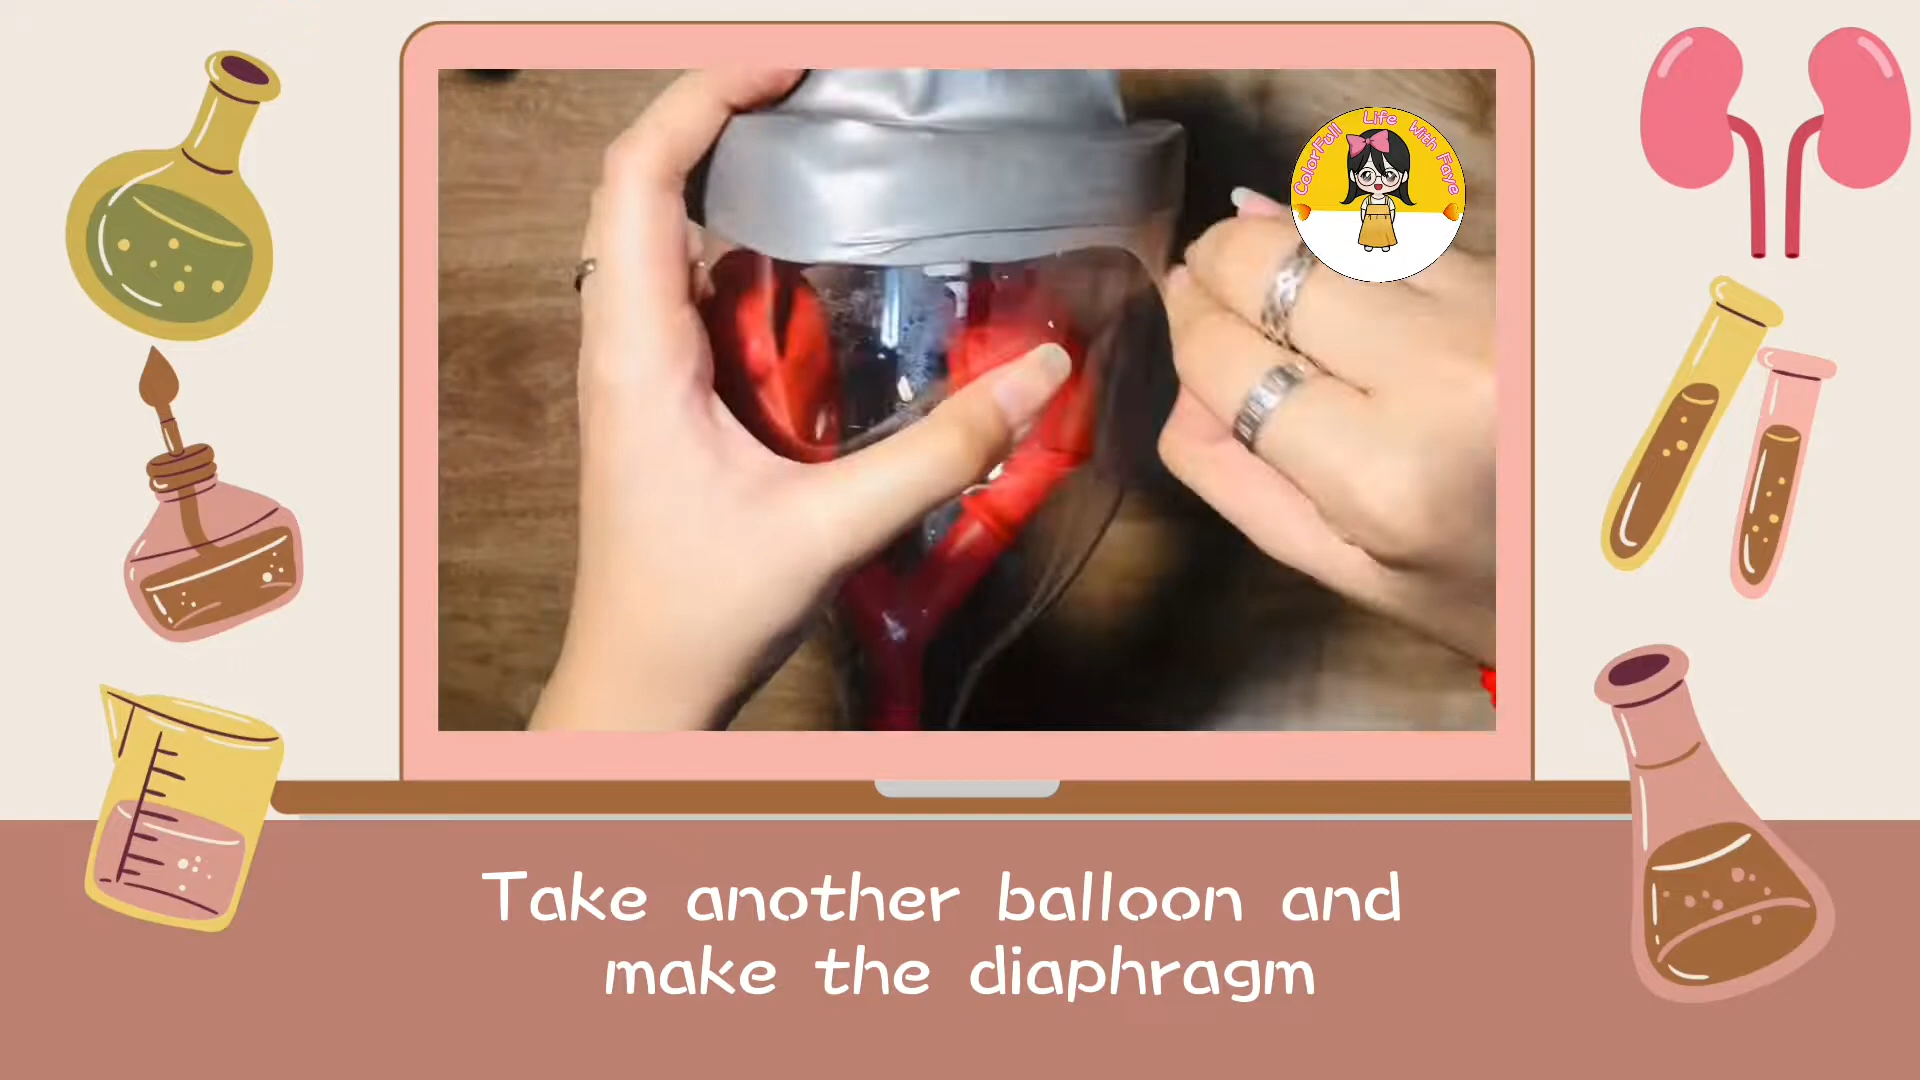 ColorFull Life With Faye
Take another balloon and
make the diaphragm